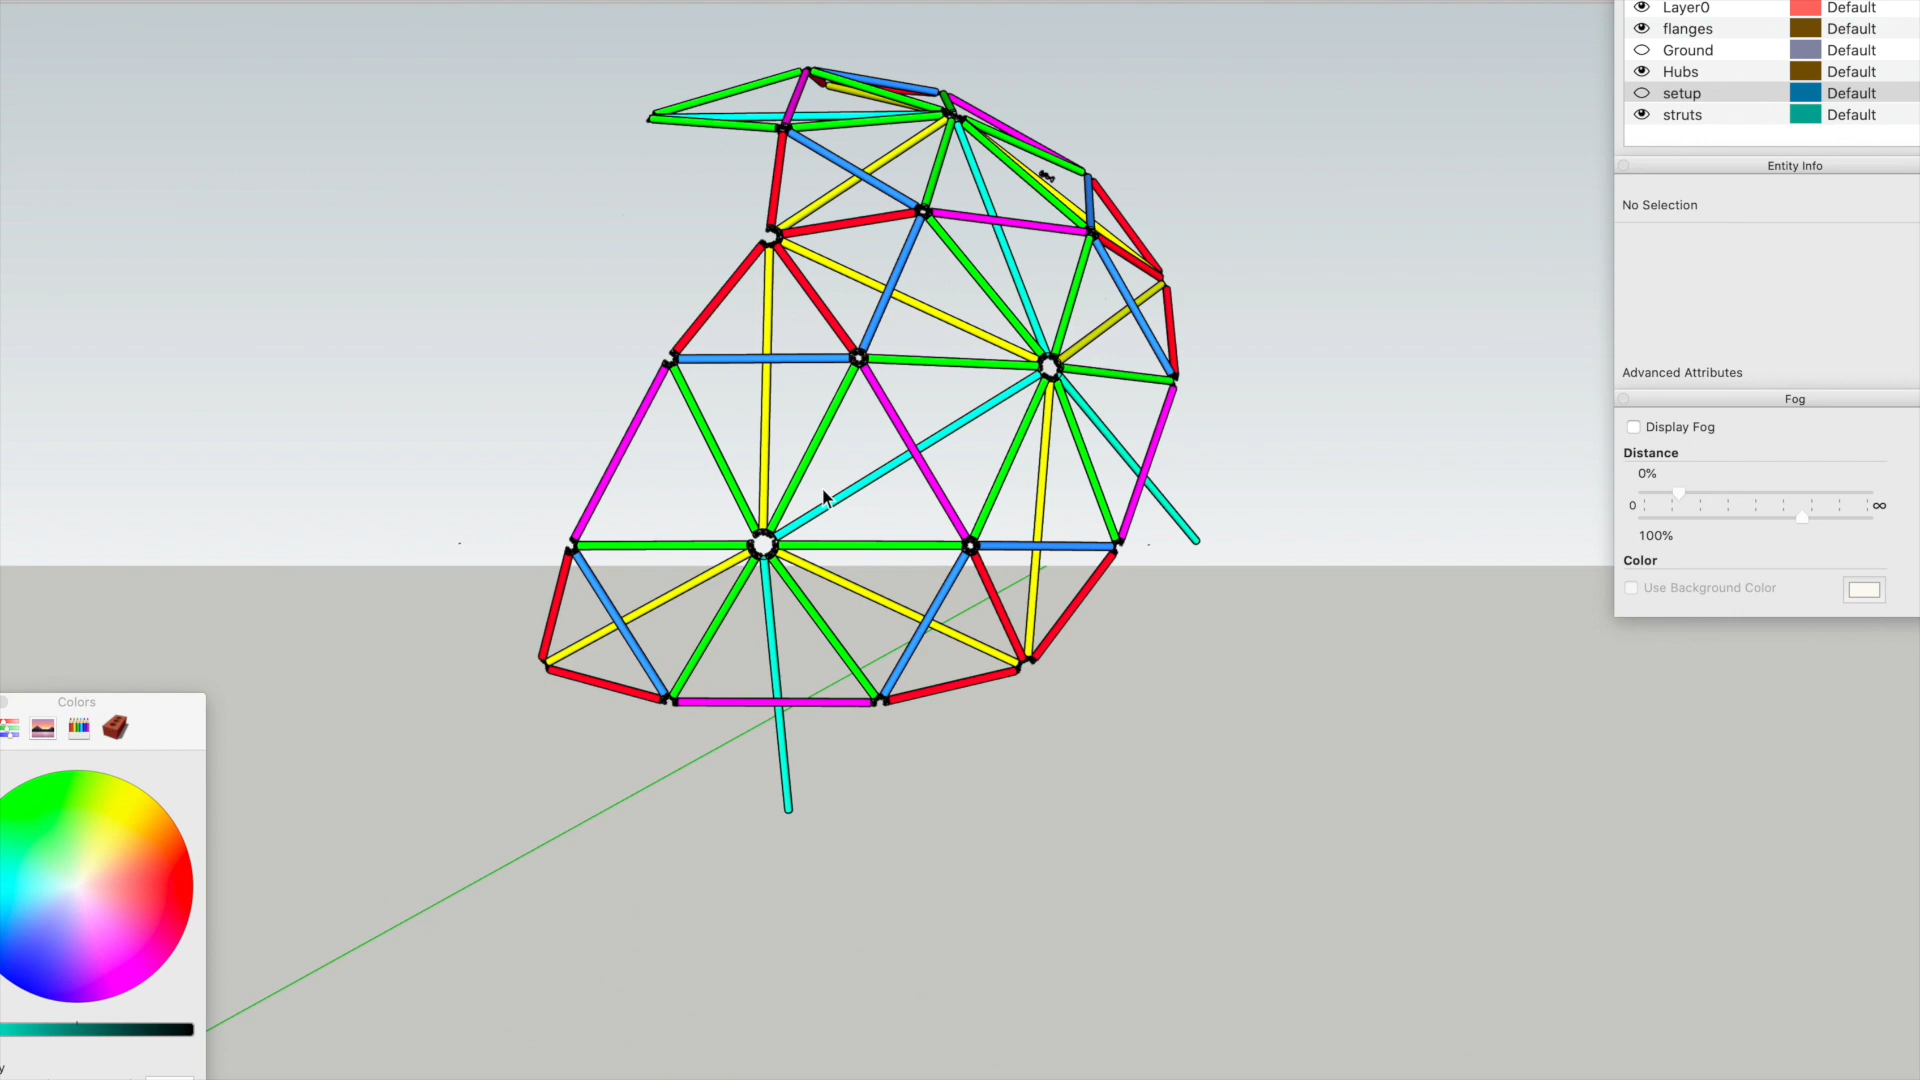 Layer0 Default
flanges Default
Ground Default
Hubs Default
setup Default
struts Default
Entity Info
No Selection
Advanced Attributes
Fog
Display Fog
Distance
0%
0 ∞
100%
Color
Use Background Color
Colors
y